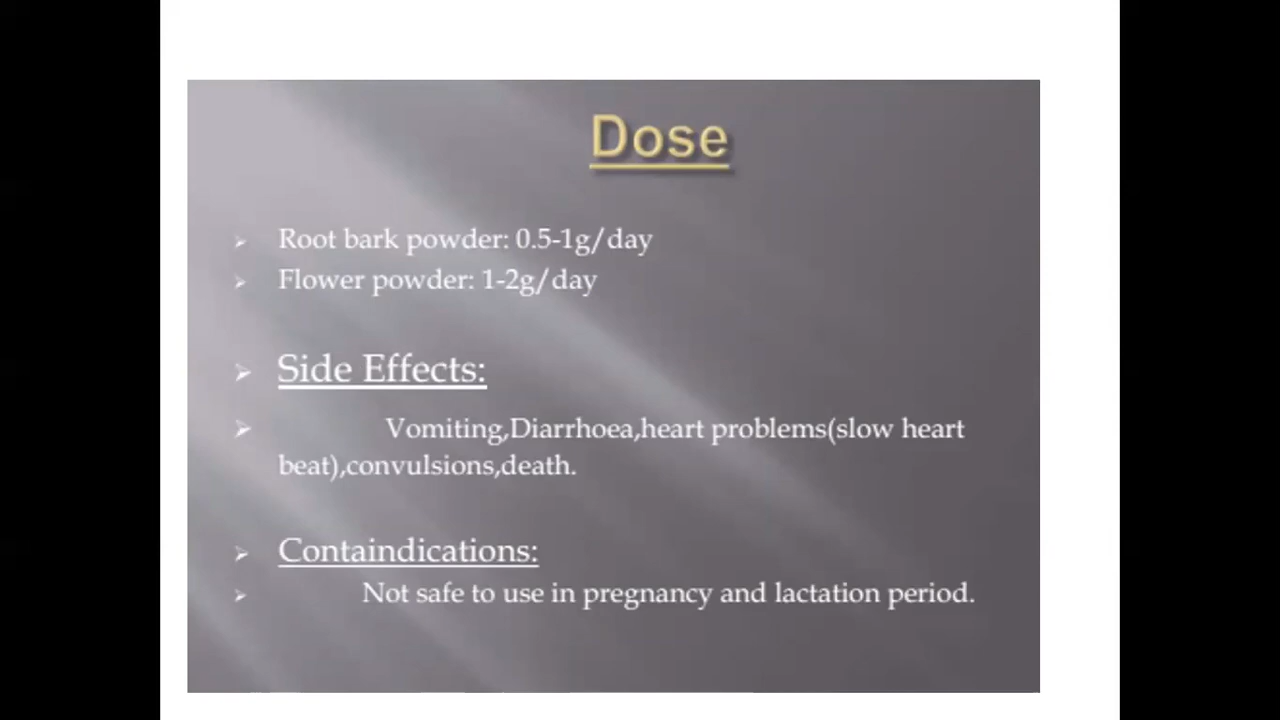 Dose
Root bark powder: 0.5-1g/day
Flower powder: 1-2g/day
Side Effects:
Vomiting,Diarrhoea,heart problems(slow heart
beat),convulsions,death.
Containdications:
Not safe to use in pregnancy and lactation period.